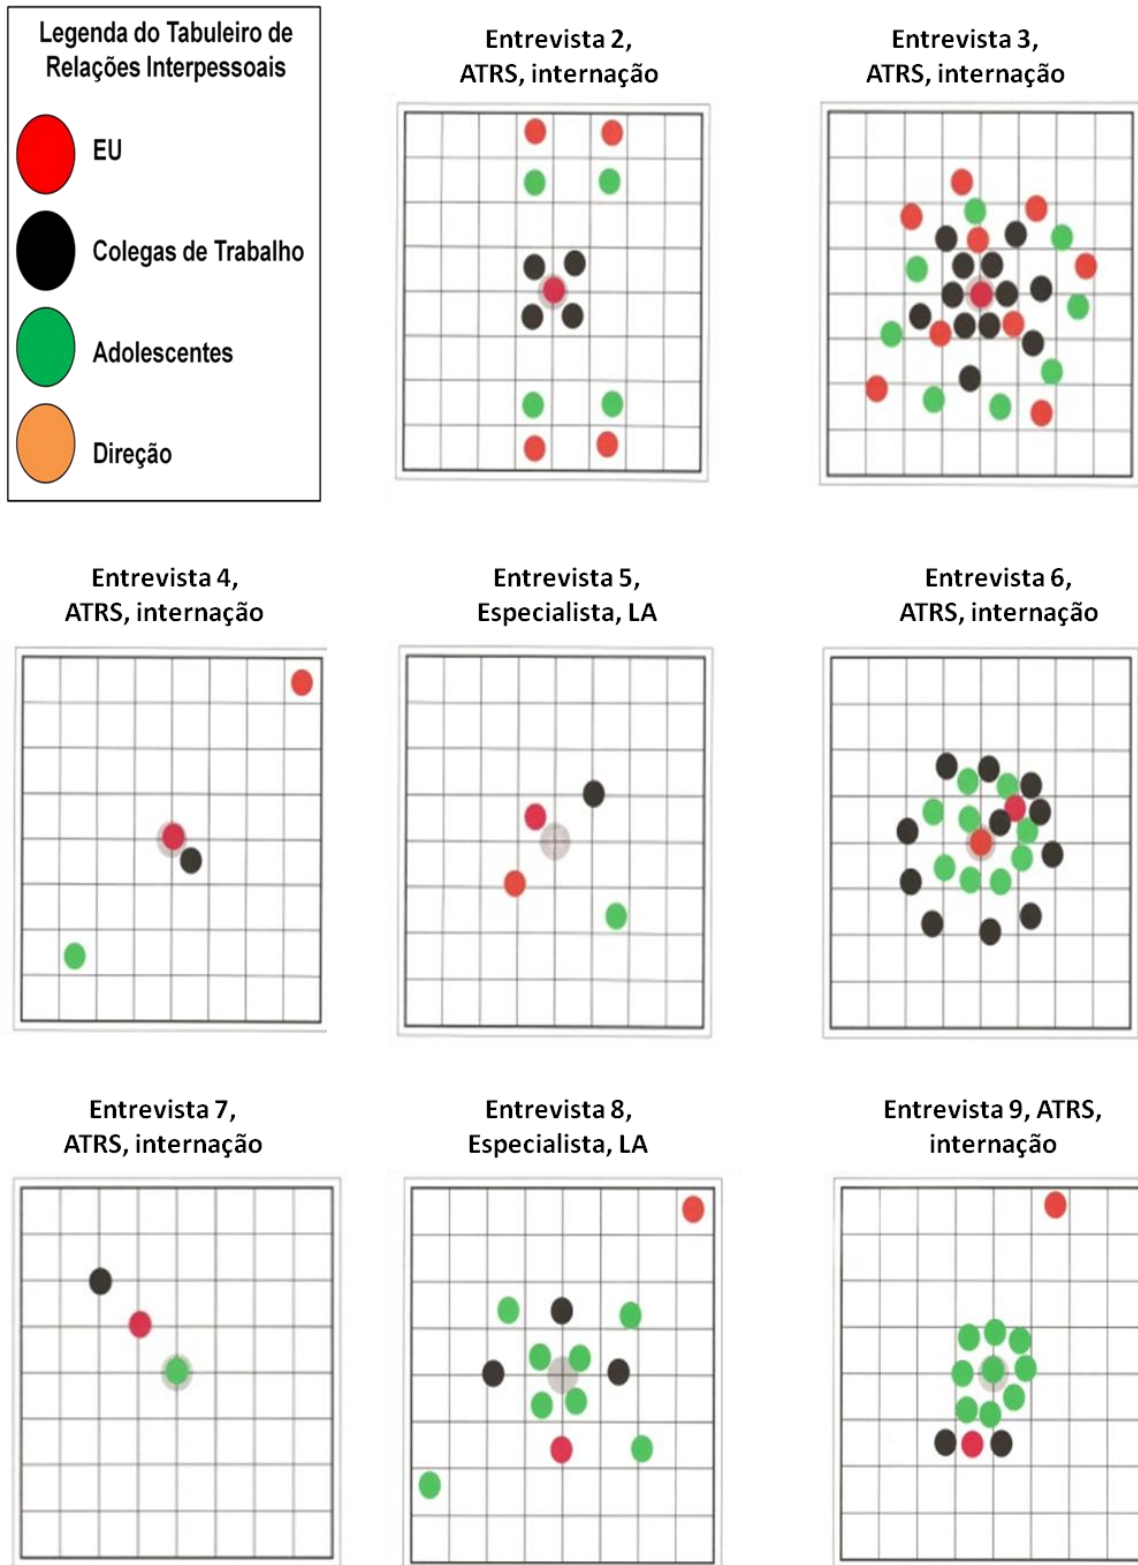 Legenda do Tabuleiro de
Relações Interpessoais
EU
Colegas de Trabalho
Adolescentes
Direção
Entrevista 2,
ATRS, internação
Entrevista 3,
ATRS, internação
Entrevista 4,
ATRS, internação
Entrevista 5,
Especialista, LA
Entrevista 6,
ATRS, internação
Entrevista 7,
ATRS, internação
Entrevista 8,
Especialista, LA
Entrevista 9, ATRS,
internação